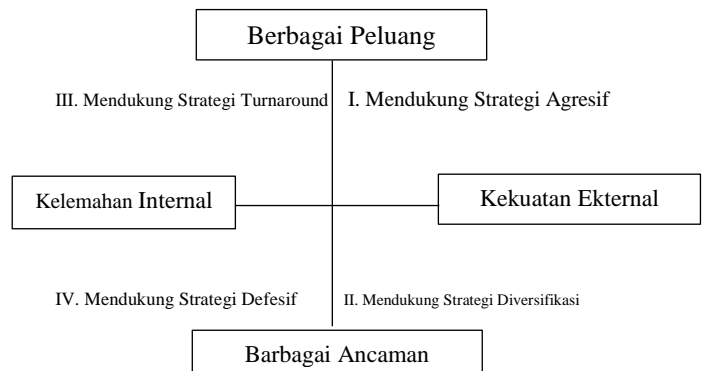 Berbagai Peluang
III. Mendukung Strategi Turnaround
I. Mendukung Strategi Agresif
Kelemahan Internal
Kekuatan Ekternal
IV. Mendukung Strategi Defesif
II. Mendukung Strategi Diversifikasi
Barbagai Ancaman